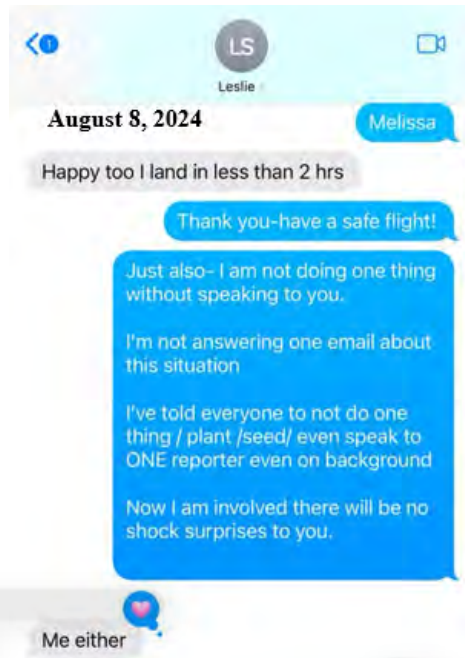 1
LS
Leslie
August 8, 2024
Melissa
Happy too I land in less than 2 hrs
Thank you-have a safe flight!
Just also- I am not doing one thing
without speaking to you.
I'm not answering one email about
this situation
I've told everyone to not do one
thing / plant /seed/ even speak to
ONE reporter even on background
Now I am involved there will be no
shock surprises to you.
Me either